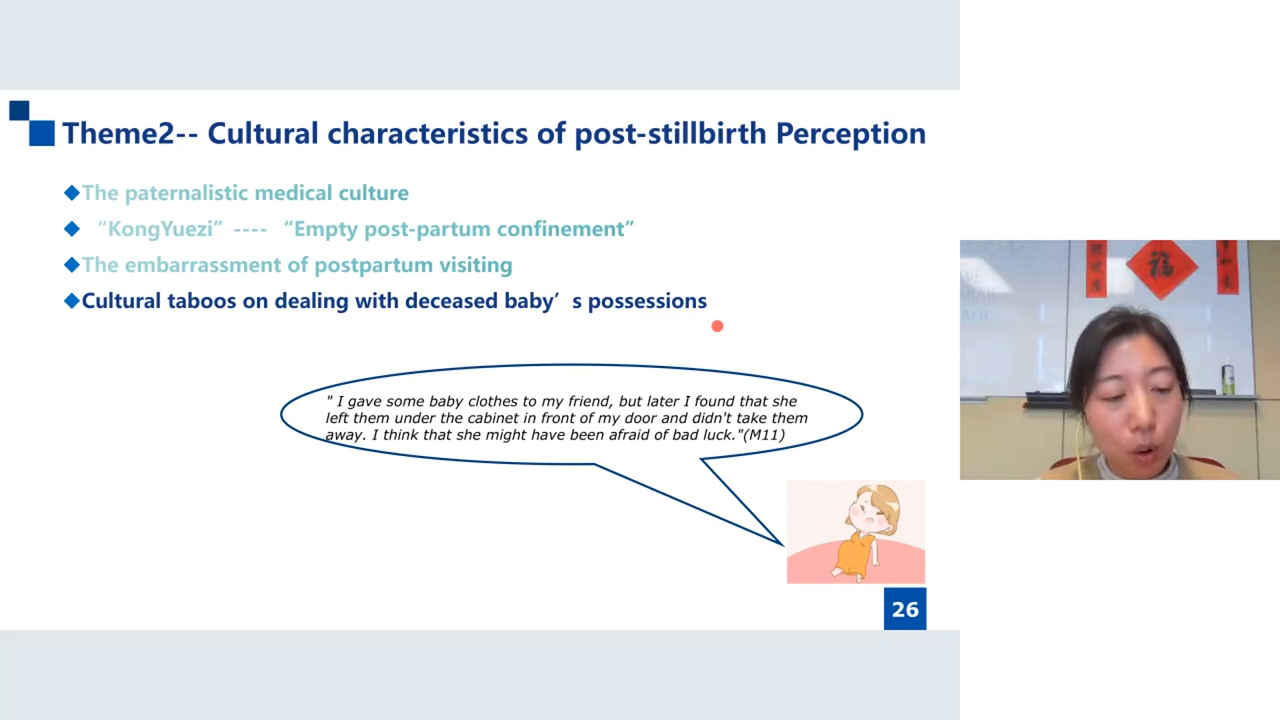 Theme2-- Cultural characteristics of post-stillbirth Perception
◆The paternalistic medical culture
◆ “KongYuezi” ---- “Empty post-partum confinement”
◆The embarrassment of postpartum visiting
◆Cultural taboos on dealing with deceased baby’s possessions
" I gave some baby clothes to my friend, but later I found that she
left them under the cabinet in front of my door and didn't take them
away. I think that she might have been afraid of bad luck."(M11)
26
福